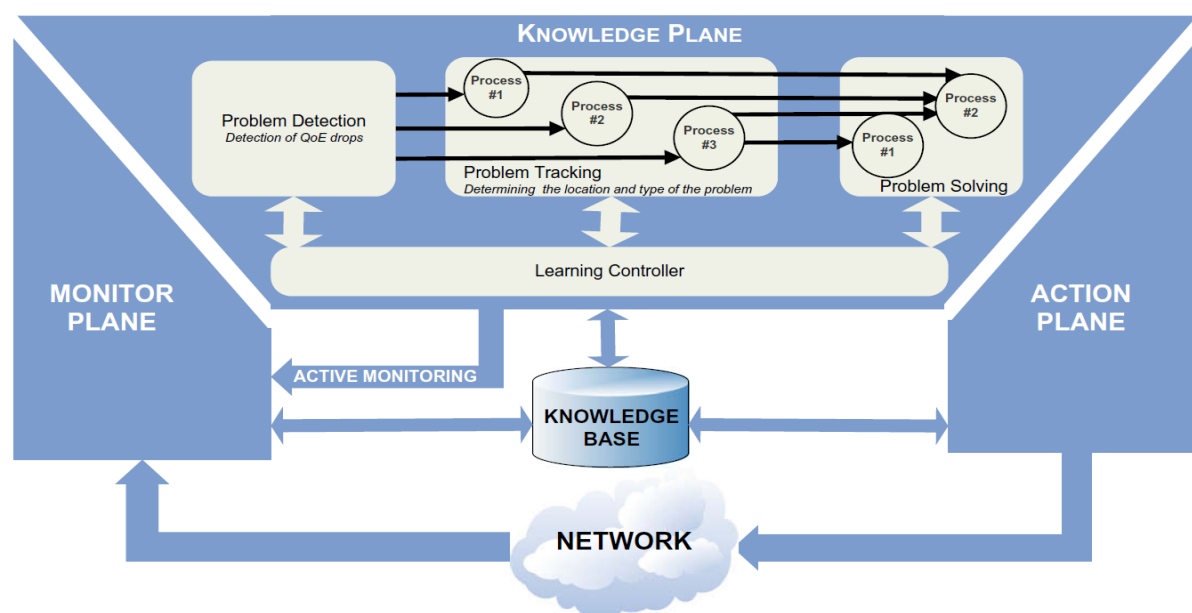 KNOWLEDGE PLANE
Problem Detection
Detection of QoE drops
Process
#1
Process
#2
Process
#3
Problem Tracking
Determining the location and type of the problem
Process
#2
Process
#1
Problem Solving
Learning Controller
MONITOR
PLANE
ACTION
PLANE
ACTIVE MONITORING
KNOWLEDGE
BASE
NETWORK